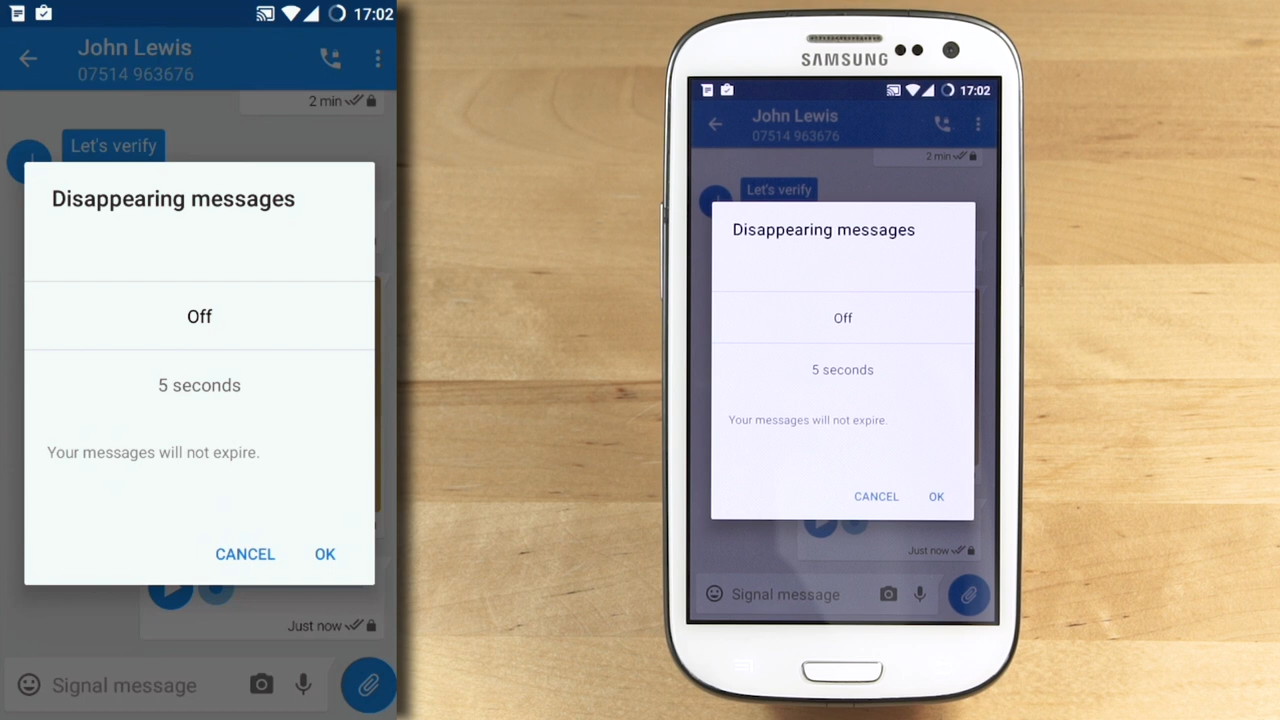 17:02
John Lewis
07514 963676
2 min
Let's verify
Disappearing messages
Off
5 seconds
Your messages will not expire.
CANCEL
OK
Just now
Signal message
SAMSUNG
17:02
John Lewis
07514 963676
2 min
Let's verify
Disappearing messages
Off
5 seconds
Your messages will not expire.
CANCEL
OK
Just now
Signal message